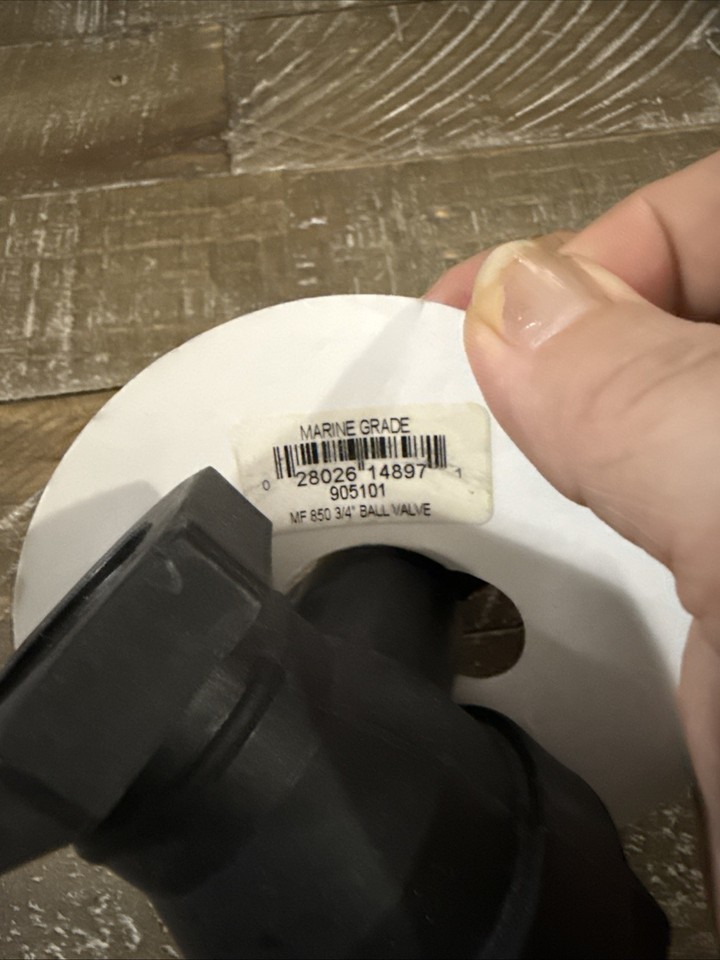 MARINE GRADE
0 28026 14897 1
905101
MF 850 3/4" BALL VALVE